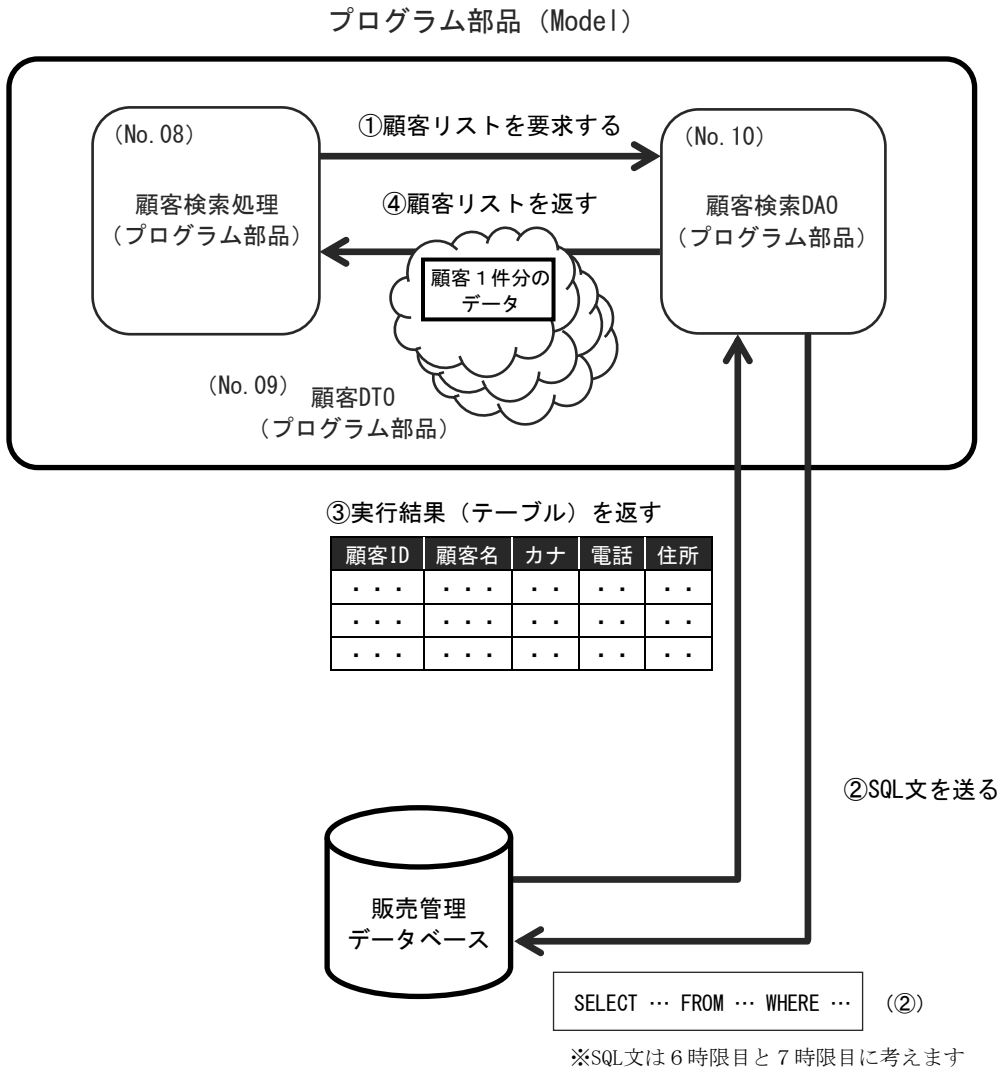 プログラム部品（Model）
（No.08）
顧客検索処理
（プログラム部品）
①顧客リストを要求する
④顧客リストを返す
（No.10）
顧客検索DAO
（プログラム部品）
顧客１件分の
データ
（No.09）
顧客DTO
（プログラム部品）
③実行結果（テーブル）を返す
顧客ID 顧客名 カナ 電話 住所
・・・ ・・・ ・・ ・・ ・・
・・・ ・・・ ・・ ・・ ・・
・・・ ・・・ ・・ ・・ ・・
②SQL文を送る
販売管理
データベース
SELECT … FROM … WHERE … （②）
※SQL文は６時限目と７時限目に考えます